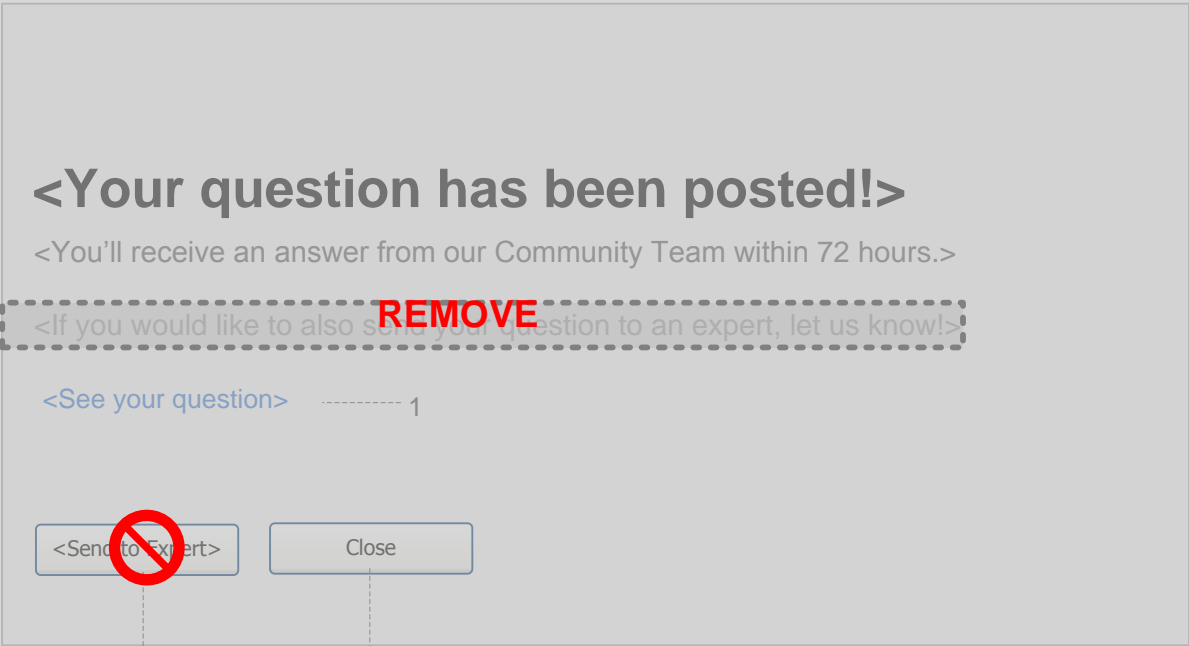 <Your question has been posted!>
<You’ll receive an answer from our Community Team within 72 hours.>
REMOVE
<If you would like to also send your question to an expert, let us know!>
<See your question> 1
<Send to Expert> Close